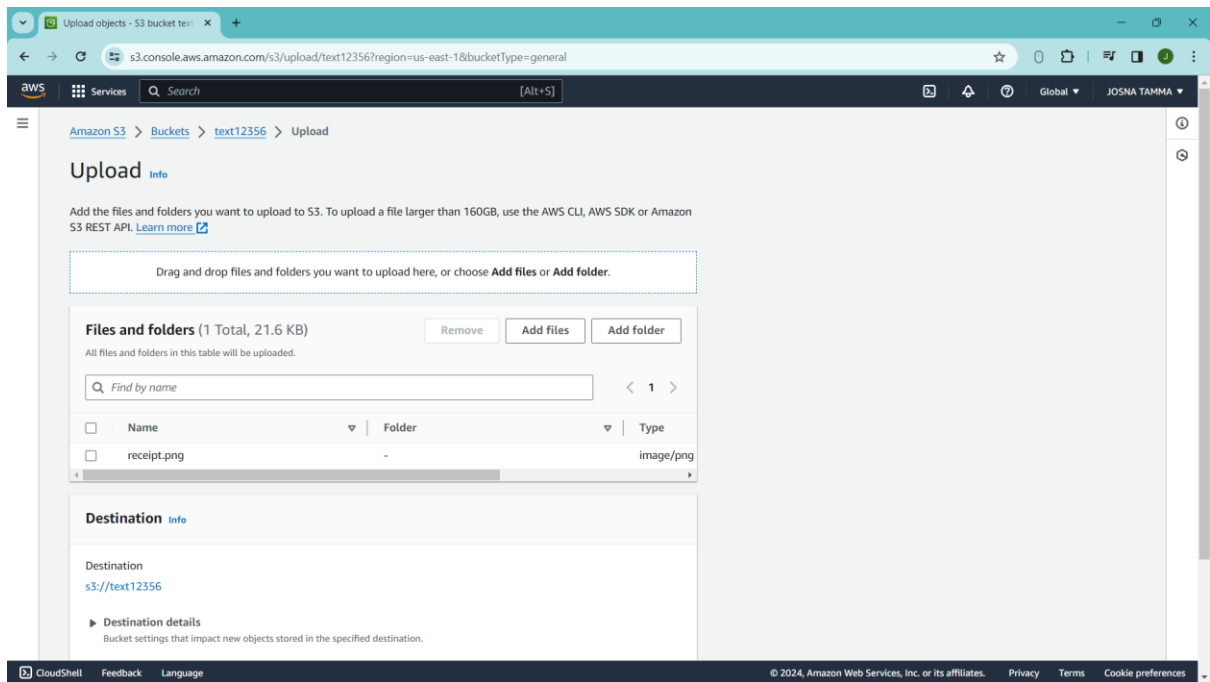 Upload objects - S3 bucket text
s3.console.aws.amazon.com/s3/upload/text12356?region=us-east-1&bucketType=general
J
aws
Services
Search
[Alt+S]
Global
JOSNA TAMMA
Amazon S3 > Buckets > text12356 > Upload
Upload Info
Add the files and folders you want to upload to S3. To upload a file larger than 160GB, use the AWS CLI, AWS SDK or Amazon
S3 REST API. Learn more
Drag and drop files and folders you want to upload here, or choose Add files or Add folder.
Files and folders (1 Total, 21.6 KB)
Remove
Add files
Add folder
All files and folders in this table will be uploaded.
Find by name
1
Name
Folder
Type
receipt.png
-
image/png
Destination Info
Destination
s3://text12356
Destination details
Bucket settings that impact new objects stored in the specified destination.
CloudShell
Feedback
Language
© 2024, Amazon Web Services, Inc. or its affiliates.
Privacy
Terms
Cookie preferences